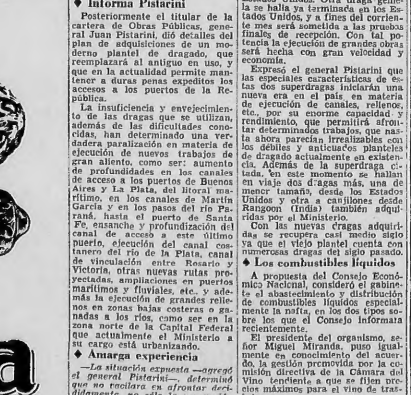 ◆ Informa Pistarini
Posteriormente el titular de la
cartera de Obras Públicas, gene-
ral Juan Pistarini, dió detalles del
plan de adquisiciones de un mo-
derno plantel de dragado, que
reemplazará al antiguo en uso, y
que en la actualidad permite man-
tener a duras penas expeditos los
accesos a los puertos de la Re-
pública.
La insuficiencia y envejecimien-
to de las dragas que se utilizan,
además de las dificultades cono-
cidas, han determinado una ver-
dadera paralización en materia de
ejecución de nuevos trabajos de
gran aliento, como ser: aumento
de profundidades en los canales
de acceso a los puertos de Buenos
Aires y La Plata, del litoral ma-
rítimo, en los canales de Martín
García y en los pasos del río Pa-
raná, hasta el puerto de Santa
Fe, ensanche y profundización del
canal de acceso a este último
puerto, ejecución del canal cos-
tanero del río de la Plata, canal
de vinculación entre Rosario y
Victoria, otras nuevas rutas pro-
yectadas, ampliaciones en puertos
marítimos y fluviales, etc. y ade-
más la ejecución de grandes relle-
nos en zonas bajas costeras o ga-
nadas a los ríos, como ser en la
zona norte de la Capital Federal
que actualmente el Ministerio a
su cargo está urbanizando.
◆ Amarga experiencia
—La situación expuesta —agregó
el general Pistarini—, determinó
que no vacilara en afrontar deci-
se halla ya terminada en los Es-
tados Unidos, y a fines del corrien-
te mes será sometida a las pruebas
finales de recepción. Con tal po-
tencia la ejecución de grandes obras
será hecha con gran velocidad y
economía.
Expresó el general Pistarini que
las especiales características de es-
tas dos superdragas iniciarán una
nueva era en el país en materia
de ejecución de canales, rellenos,
etc., por su enorme capacidad y
rendimiento, que permitirá afron-
tar determinados trabajos, que has-
ta ahora parecían irrealizables con
los débiles y anticuados planteles
de dragado actualmente en existen-
cia. Además de la superdraga ci-
tada, en este momento se hallan
en viaje dos dragas más, una de
menor tamaño, desde los Estados
Unidos y otra a cangilones desde
Rangoon (India) también adqui-
ridas por el Ministerio.
Con las nuevas dragas adquiri-
das se recupera casi medio siglo
ya que el viejo plantel cuenta con
numerosas dragas del siglo pasado.
◆ Los combustibles líquidos
A propuesta del Consejo Econó-
mico Nacional, consideró el gabine-
te el abastecimiento y distribución
de combustibles líquidos especial-
mente la nafta, en los dos tipos so-
bre los que el Consejo informara
recientemente.
El presidente del organismo, se-
ñor Miguel Miranda, puso igual-
mente en conocimiento del acuer-
do, la gestión promovida por la co-
misión directiva de la Cámara del
Vino tendiente a que se fijen pre-
cios máximos para el vino de tras-
a